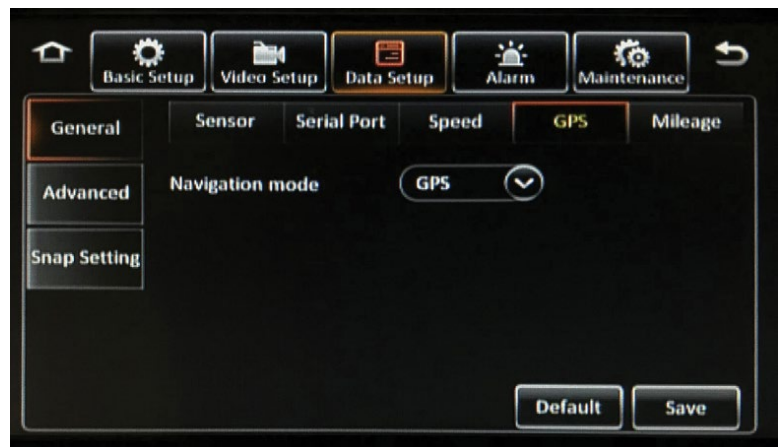 Basic Setup Video Setup Data Setup Alarm Maintenance
General Sensor Serial Port Speed GPS Mileage
Advanced Navigation mode GPS
Snap Setting
Default Save